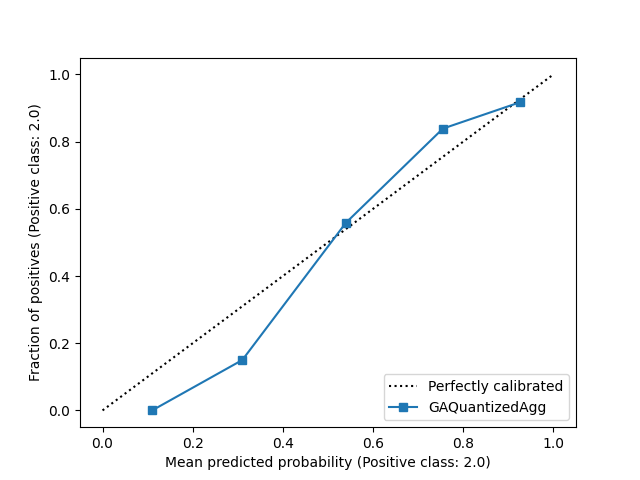 1.0
0.8
0.6
0.4
0.2
0.0
Fraction of positives (Positive class: 2.0)
Perfectly calibrated
GAQuantizedAgg
0.0 0.2 0.4 0.6 0.8 1.0
Mean predicted probability (Positive class: 2.0)